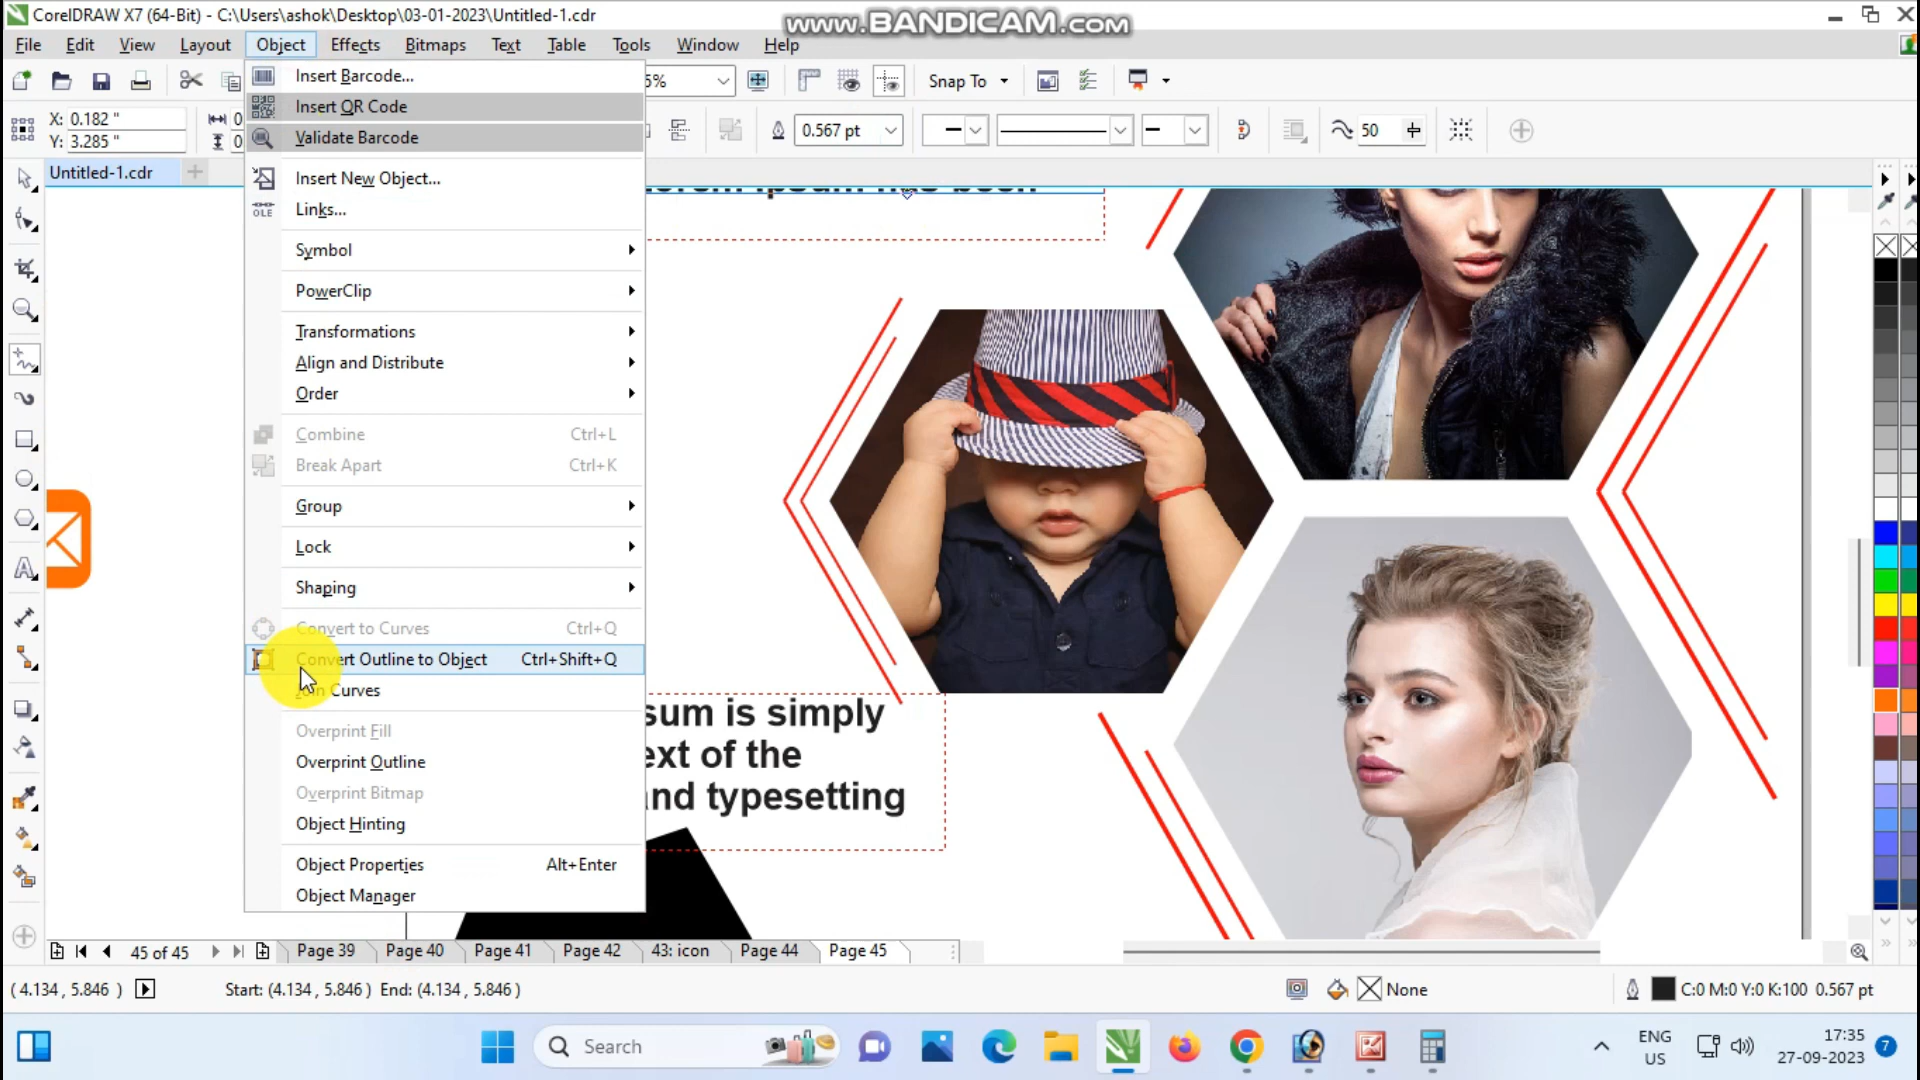 CorelDRAW X7 (64-Bit) - C:\Users\ashok\Desktop\03-01-2023\Untitled-1.cdr
www.BANDICAM.com
File Edit View Layout Object Effects Bitmaps Text Table Tools Window Help
5% Snap To
X: 0.182 "
Y: 3.285 "
0.567 pt
50
Untitled-1.cdr
Insert Barcode...
Insert QR Code
Validate Barcode
Insert New Object...
OLE Links...
Symbol
PowerClip
Transformations
Align and Distribute
Order
Combine Ctrl+L
Break Apart Ctrl+K
Group
Lock
Shaping
Convert to Curves Ctrl+Q
Convert Outline to Object Ctrl+Shift+Q
Join Curves
Overprint Fill
Overprint Outline
Overprint Bitmap
Object Hinting
Object Properties Alt+Enter
Object Manager
sum is simply
ext of the
and typesetting
45 of 45 Page 39 Page 40 Page 41 Page 42 43: icon Page 44 Page 45
( 4.134 , 5.846 ) Start: (4.134 , 5.846 ) End: (4.134 , 5.846 ) None C:0 M:0 Y:0 K:100 0.567 pt
Search
ENG
US
17:35
27-09-2023
7